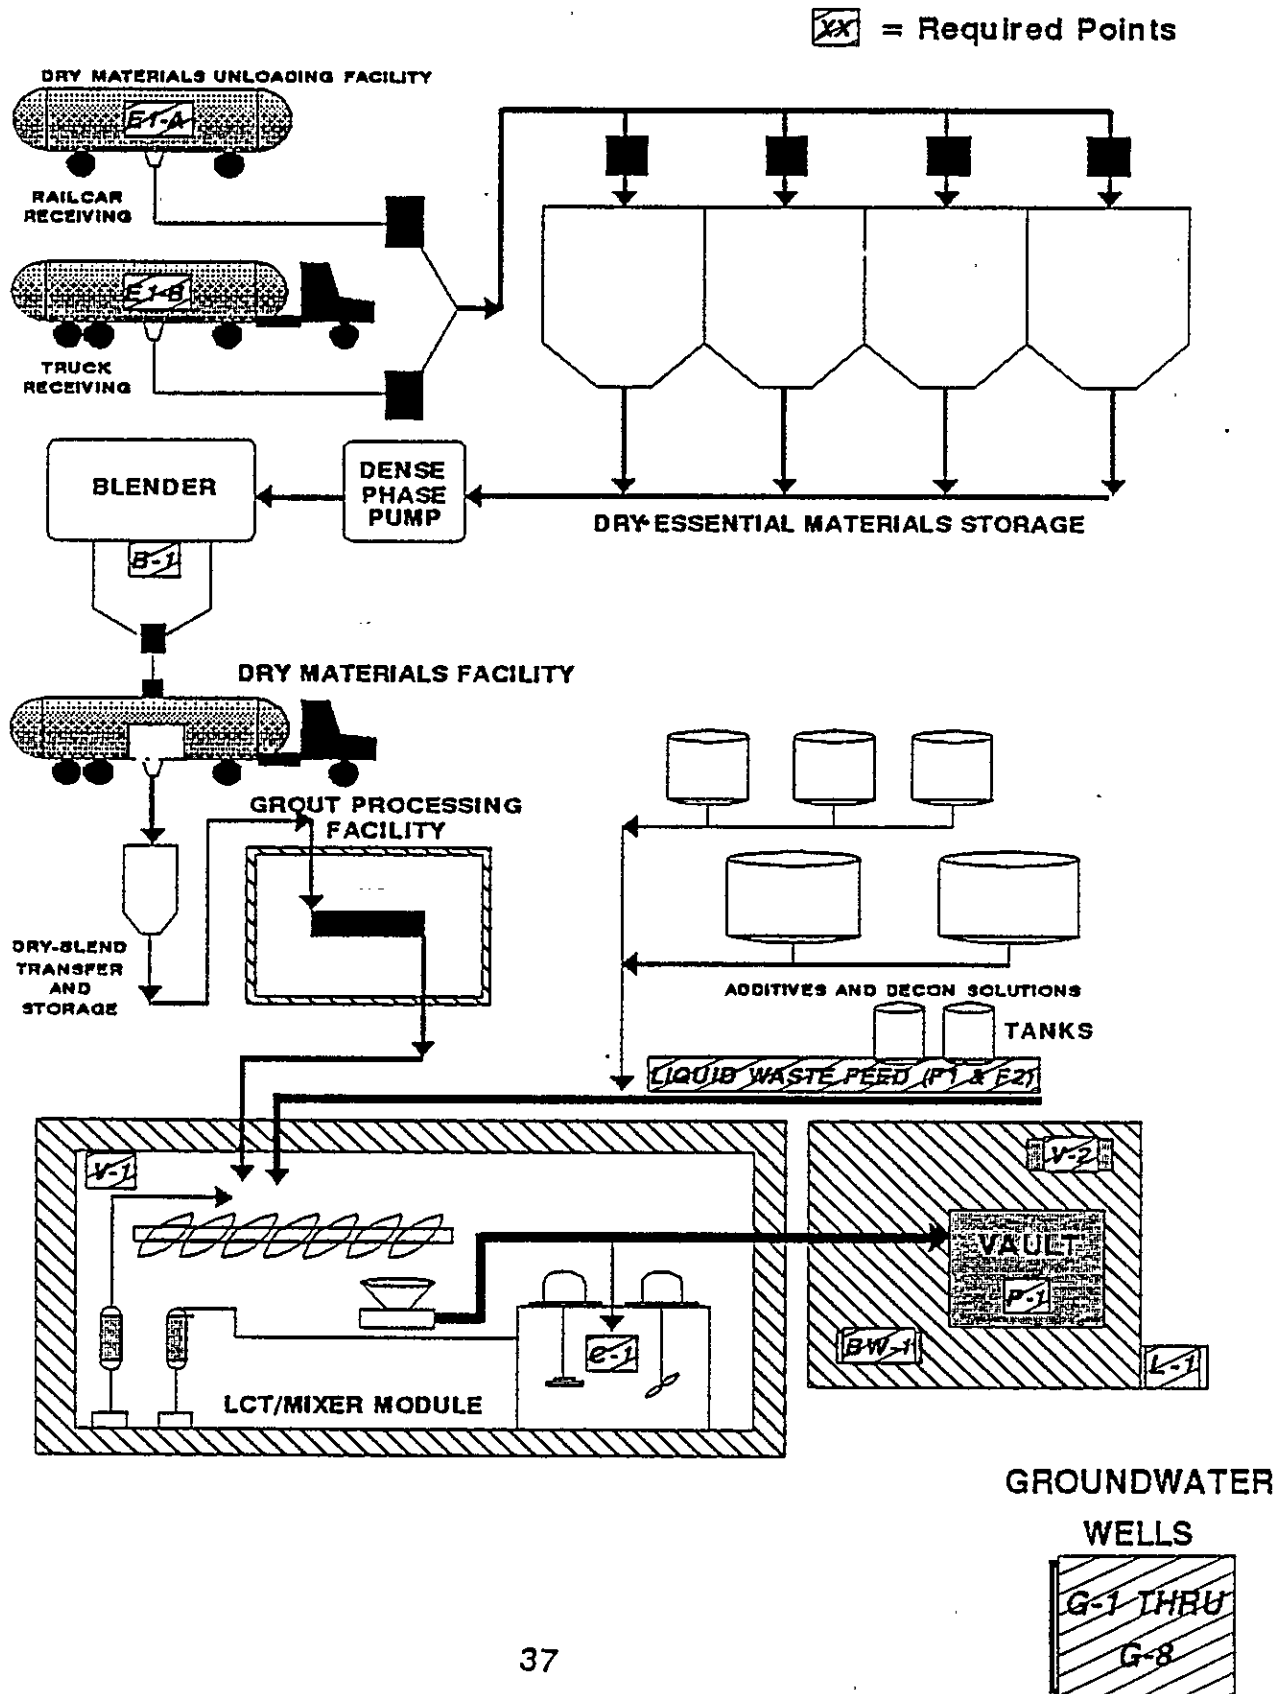 XX = Required Points
DRY MATERIALS UNLOADING FACILITY
E1-A
RAILCAR
RECEIVING
E1-B
TRUCK
RECEIVING
BLENDER
DENSE
PHASE
PUMP
DRY-ESSENTIAL MATERIALS STORAGE
B-1
DRY MATERIALS FACILITY
GROUT PROCESSING
FACILITY
DRY-BLEND
TRANSFER
AND
STORAGE
ADDITIVES AND DECON SOLUTIONS
TANKS
LIQUID WASTE FEED (F1 & F2)
V-1
V-2
VAULT
P-1
BW-1
C-1
L-1
LCT/MIXER MODULE
GROUNDWATER
WELLS
G-1 THRU
G-8
37